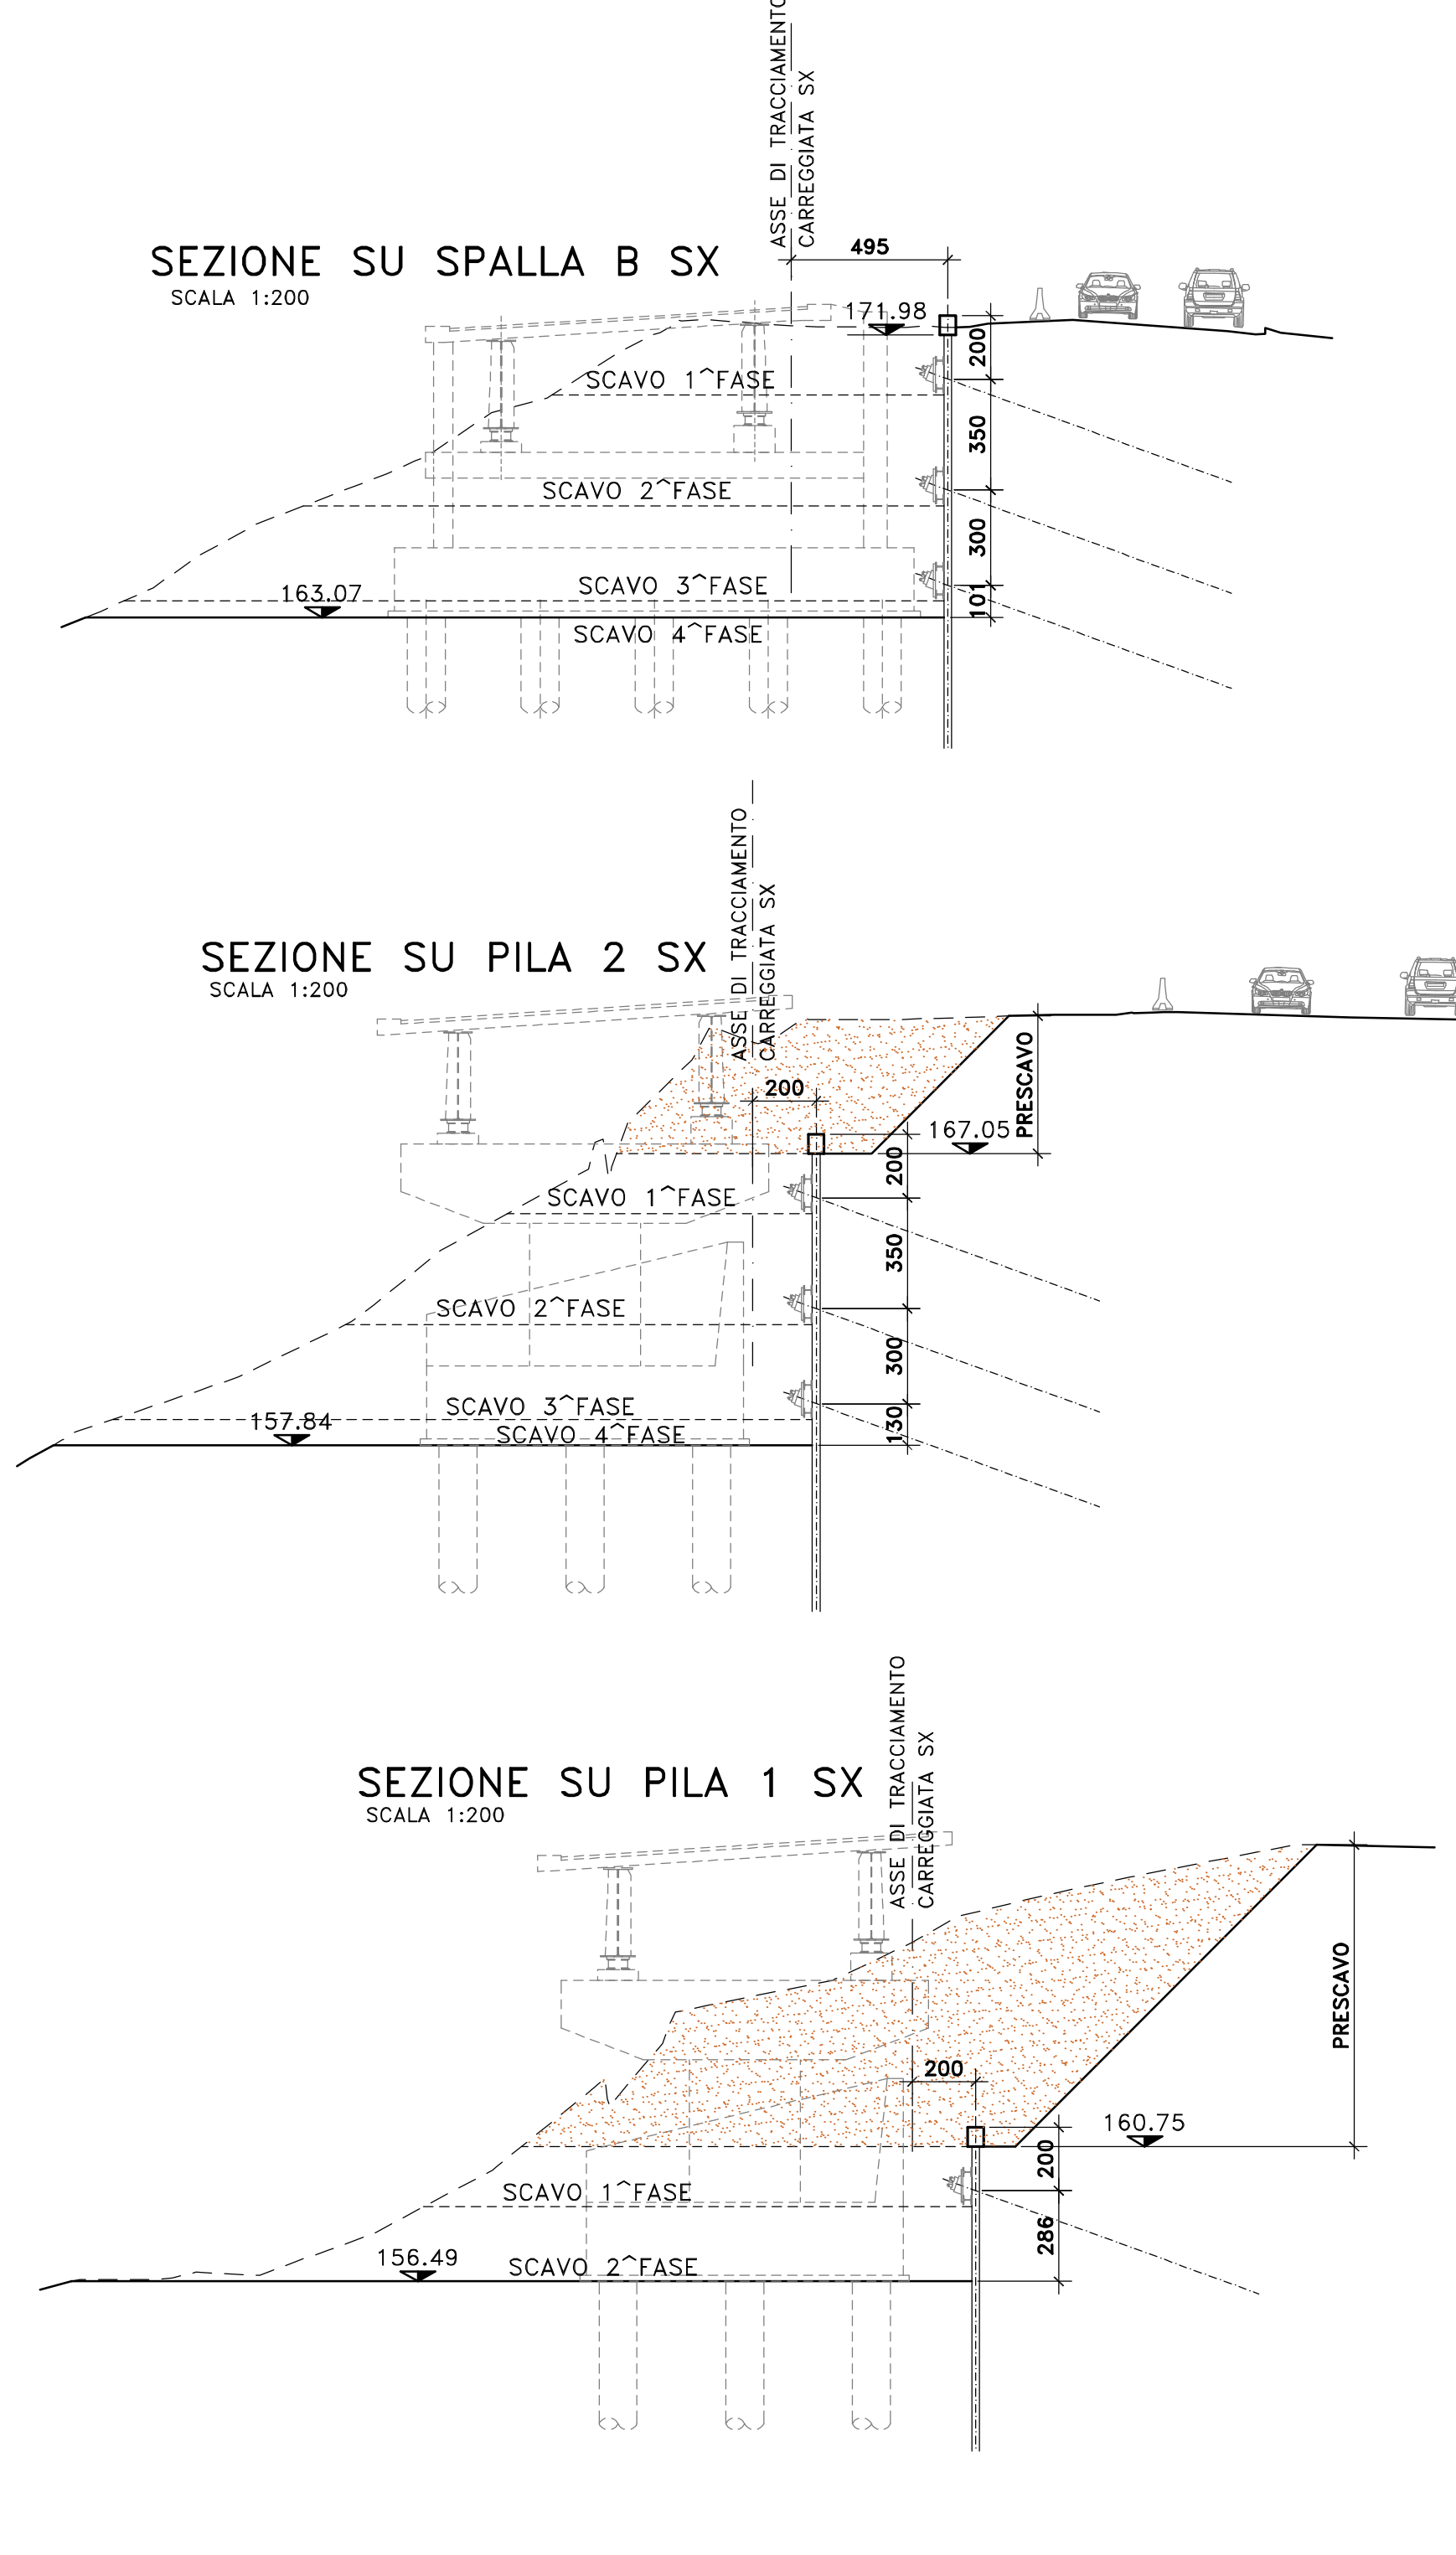 ASSE DI TRACCIAMENTO
CARREGGIATA SX
SEZIONE SU SPALLA B SX
SCALA 1:200
495
171.98
200
SCAVO 1^FASE
350
SCAVO 2^FASE
300
SCAVO 3^FASE
163.07
101
SCAVO 4^FASE
ASSE DI TRACCIAMENTO
CARREGGIATA SX
SEZIONE SU PILA 2 SX
SCALA 1:200
PRESCAVO
200
167.05
200
SCAVO 1^FASE
350
SCAVO 2^FASE
300
SCAVO 3^FASE
157.84
130
SCAVO 4^FASE
ASSE DI TRACCIAMENTO
CARREGGIATA SX
SEZIONE SU PILA 1 SX
SCALA 1:200
PRESCAVO
200
160.75
200
SCAVO 1^FASE
286
156.49
SCAVO 2^FASE